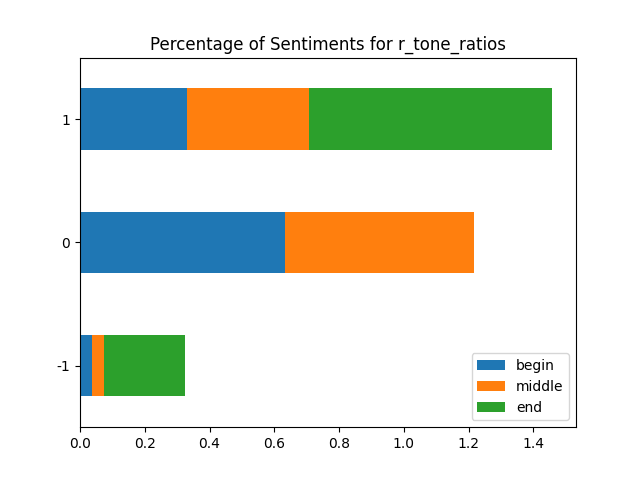 Percentage of Sentiments for r_tone_ratios
1
0
-1
begin
middle
end
0.0 0.2 0.4 0.6 0.8 1.0 1.2 1.4